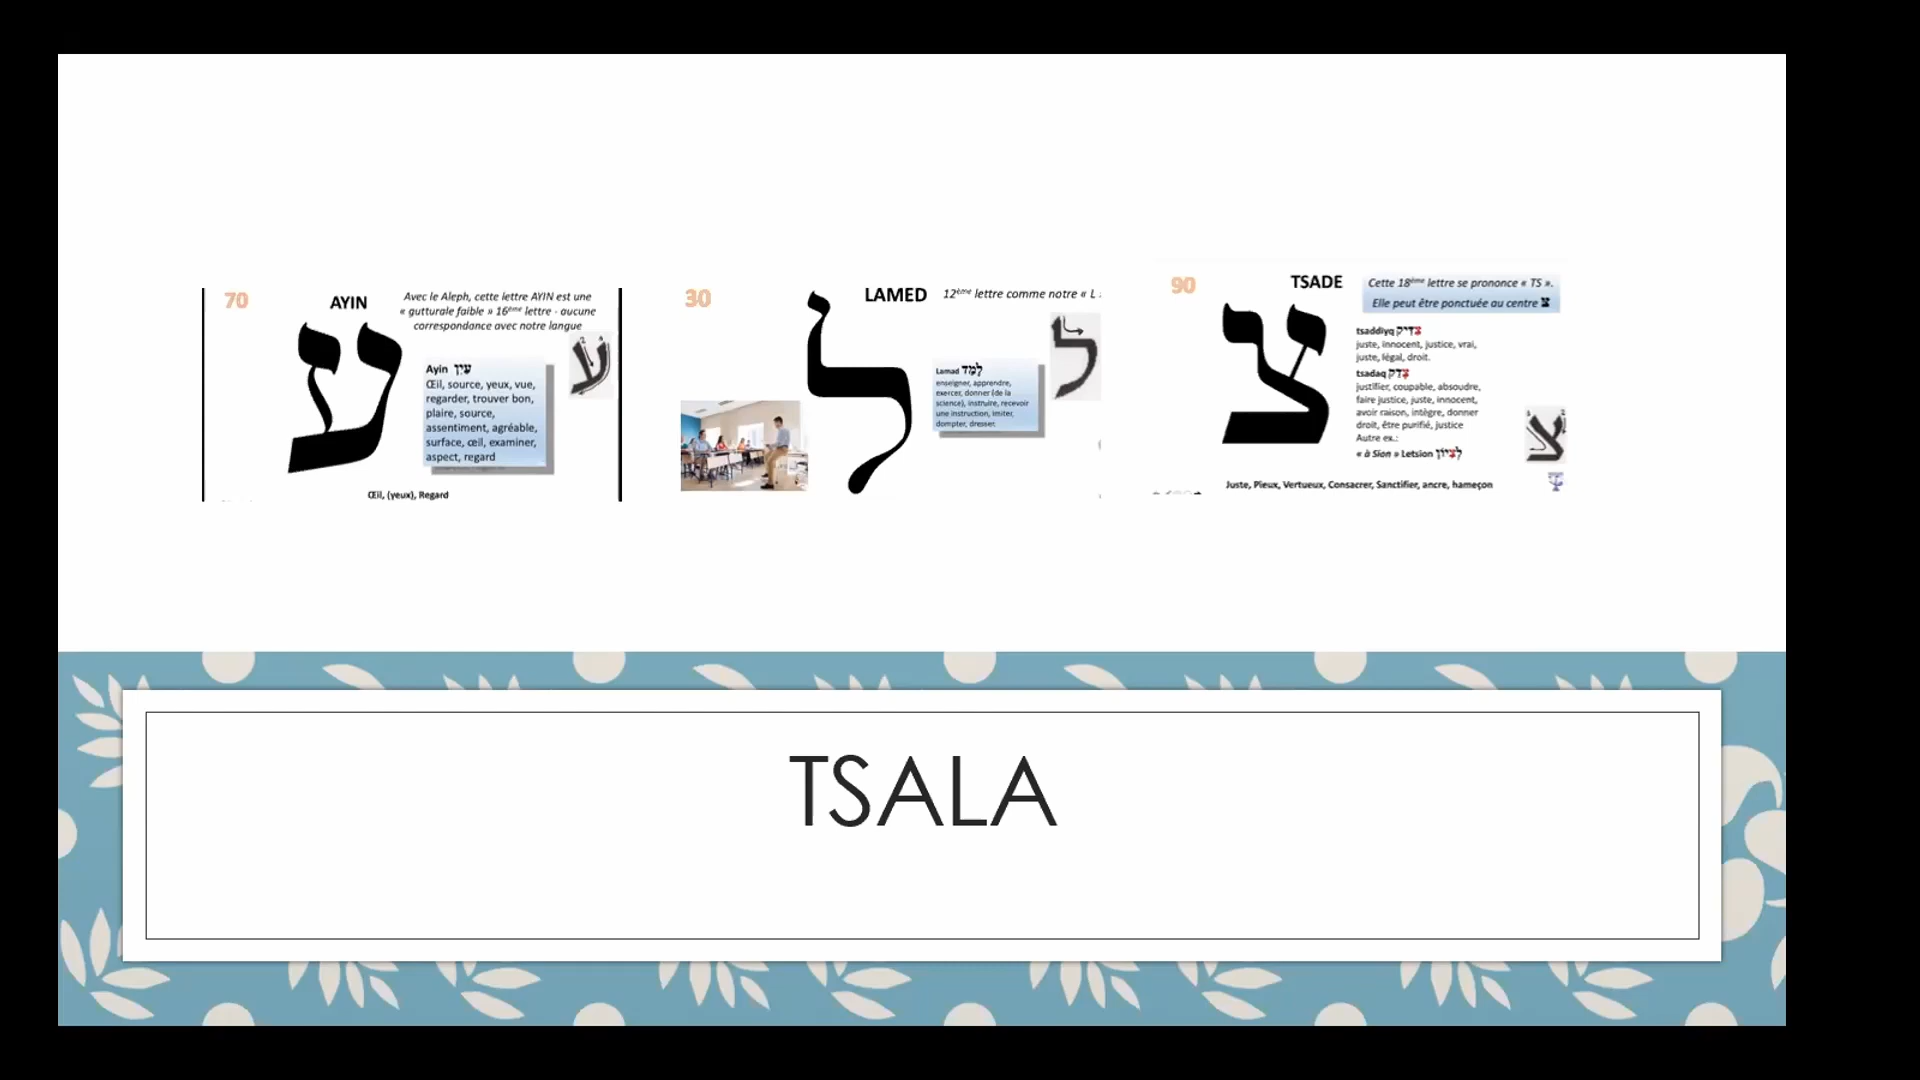 70
AYIN
Avec le Aleph, cette lettre AYIN est une
« gutturale faible » 16ème lettre - aucune
correspondance avec notre langue
ע
Ayin עַיִן
Œil, source, yeux, vue,
regarder, trouver bon,
plaire, source,
assentiment, agréable,
surface, œil, examiner,
aspect, regard
Œil, (yeux), Regard
30
LAMED
12ème lettre comme notre « L
ל
Lamad לָמַד
enseigner, apprendre,
exercer, donner (de la
science), instruire, recevoir
une instruction, imiter,
dompter, dresser.
90
TSADE
Cette 18ème lettre se prononce « TS ».
Elle peut être ponctuée au centre צּ
צ
tsaddiyq צַּדִּיק
juste, innocent, justice, vrai,
juste, légal, droit.
tsadaq צָדַק
justifier, coupable, absoudre,
faire justice, juste, innocent,
avoir raison, intègre, donner
droit, être purifié, justice
Autre ex.:
« à Sion » Letsion לְצִיּוֹן
Juste, Pieux, Vertueux, Consacrer, Sanctifier, ancre, hameçon
TSALA